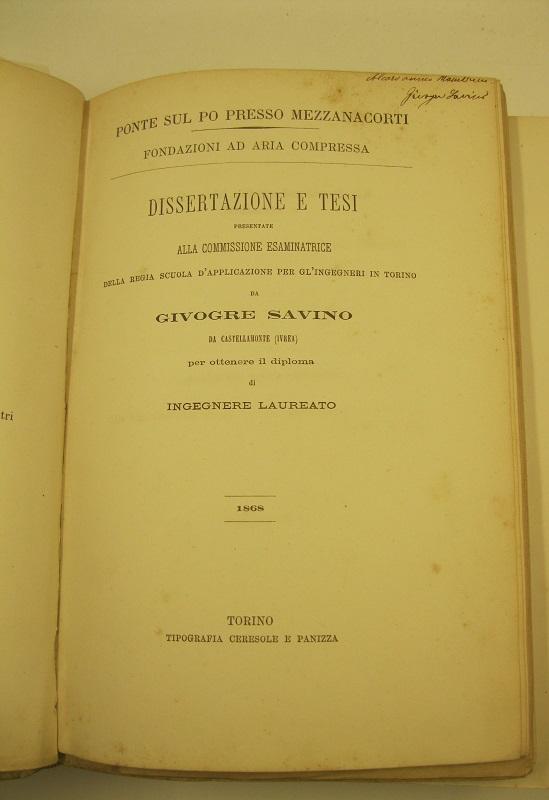 PONTE SUL PO PRESSO MEZZANACORTI
FONDAZIONI AD ARIA COMPRESSA
DISSERTAZIONE E TESI
PRESENTATE
ALLA COMMISSIONE ESAMINATRICE
DELLA REGIA SCUOLA D'APPLICAZIONE PER GL'INGEGNERI IN TORINO
DA
GIVOGRE SAVINO
DA CASTELLAMONTE (IVREA)
per ottenere il diploma
di
INGEGNERE LAUREATO
tri
1868
TORINO
TIPOGRAFIA CERESOLE E PANIZZA